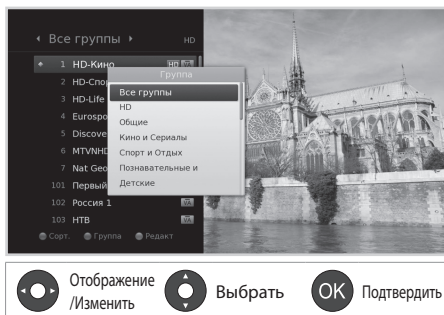 Все группы HD
1 HD-Кино HD
2 HD-Спор
3 HD-Life
4 Eurospo
5 Discove
6 MTVNHD
7 Nat Geo
101 Первый
102 Россия 1
103 НТВ
Группа
Все группы
HD
Общие
Кино и Сериалы
Спорт и Отдых
Познавательные и
Детские
Сорт. Группа Редакт
Отображение
/Изменить
Выбрать
OK Подтвердить